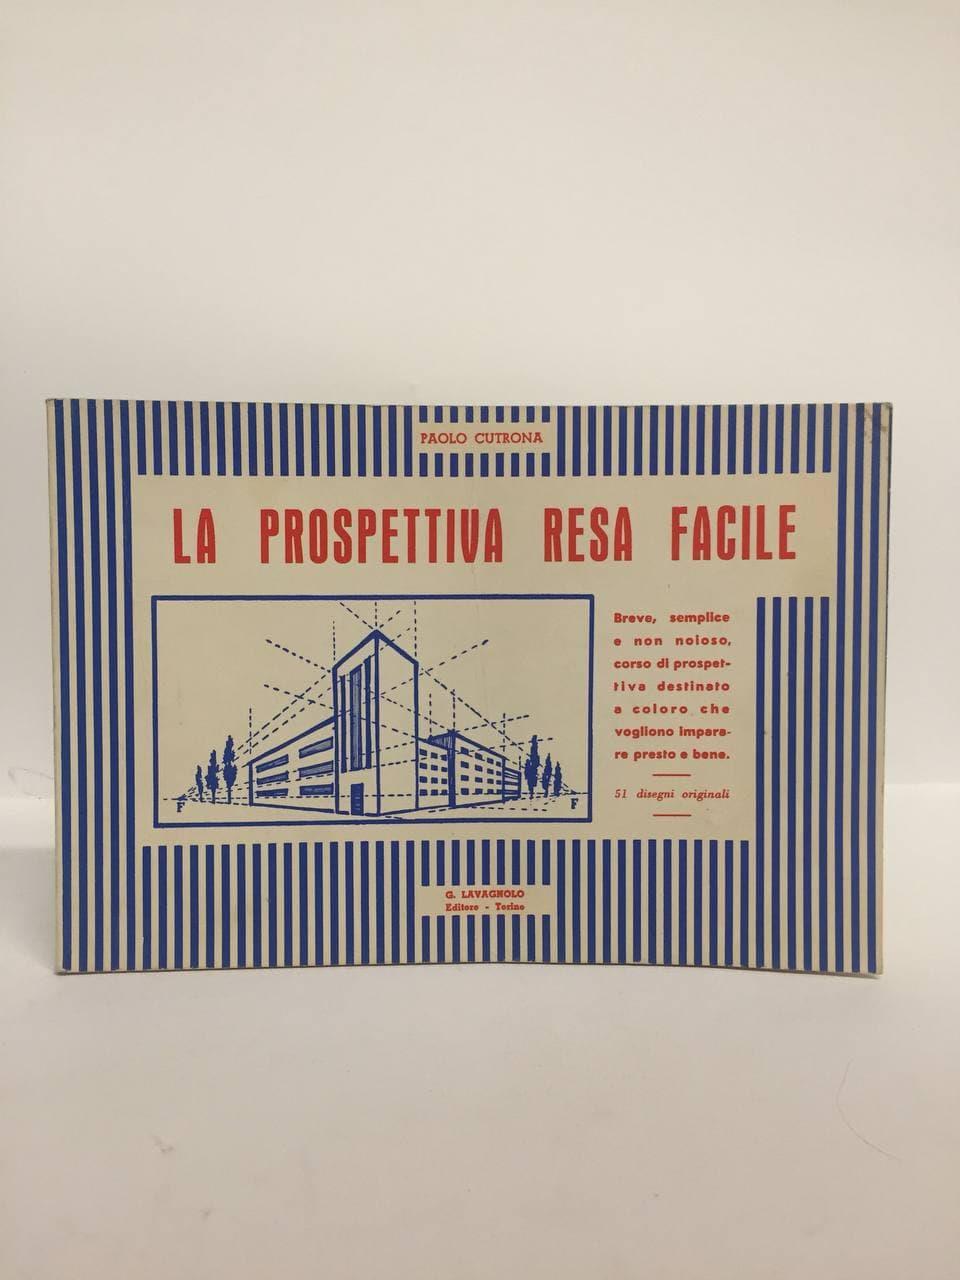 PAOLO CUTRONA
LA PROSPETTIVA RESA FACILE
Breve, semplice
e non noioso,
corso di prospet-
tiva destinato
a coloro che
vogliono impara-
re presto e bene.
51 disegni originali
F
F
G. LAVAGNOLO
Editore - Torino